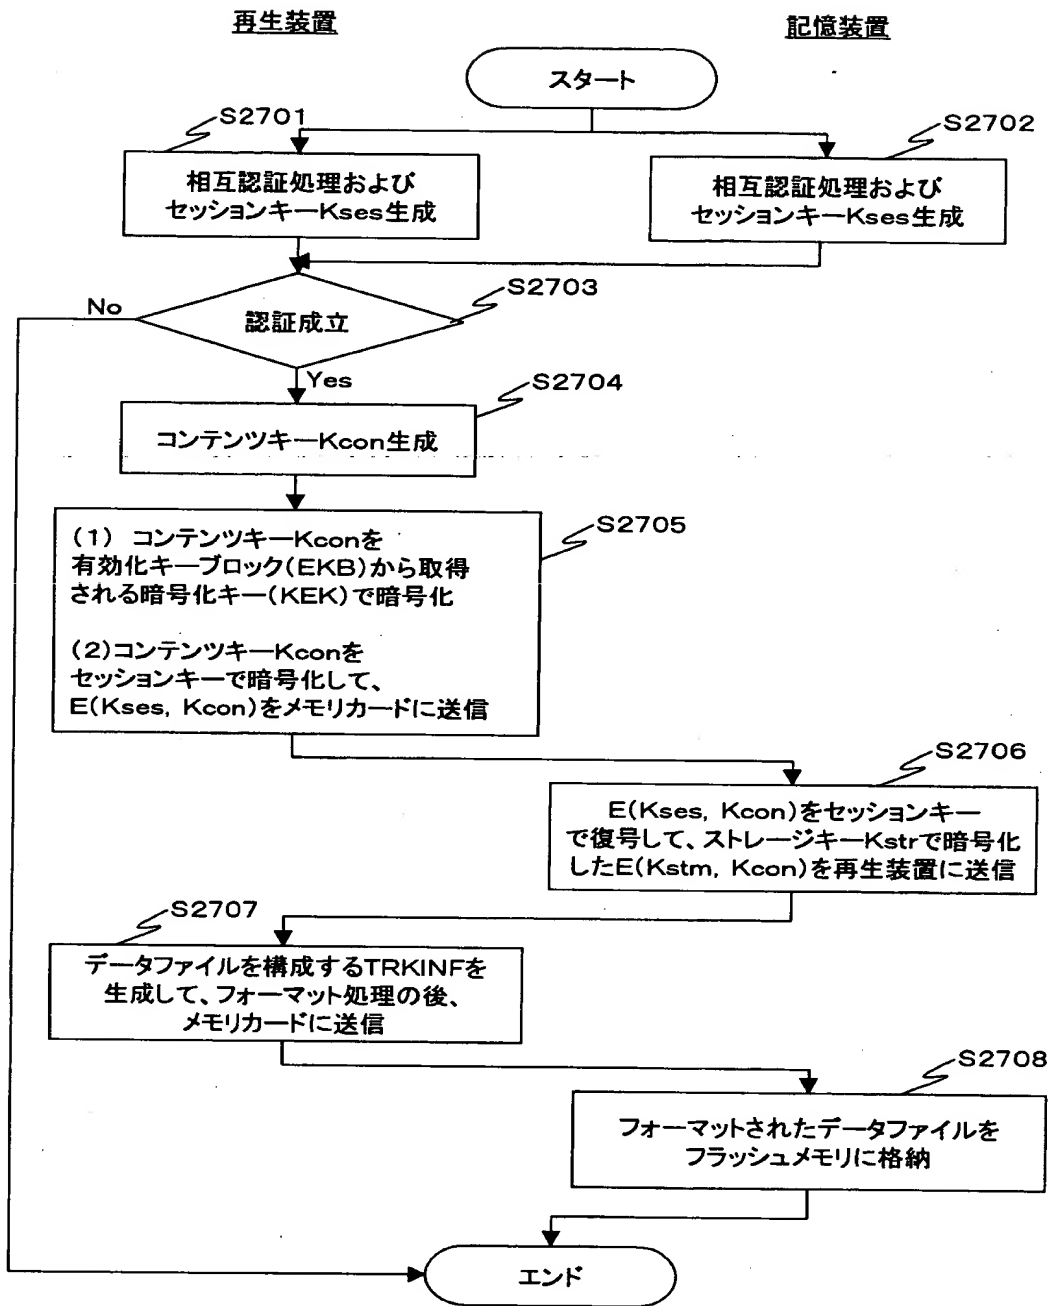 再生装置
記憶装置
スタート
S2701
S2702
相互認証処理および
セッションキーKses生成
相互認証処理および
セッションキーKses生成
S2703
No
認証成立
Yes
S2704
コンテンツキーKcon生成
S2705
(1) コンテンツキーKconを
有効化キーブロック(EKB)から取得
される暗号化キー(KEK)で暗号化
(2)コンテンツキーKconを
セッションキーで暗号化して、
E(Kses, Kcon)をメモリカードに送信
S2706
E(Kses, Kcon)をセッションキー
で復号して、ストレージキーKstrで暗号化
したE(Kstm, Kcon)を再生装置に送信
S2707
データファイルを構成するTRKINFを
生成して、フォーマット処理の後、
メモリカードに送信
S2708
フォーマットされたデータファイルを
フラッシュメモリに格納
エンド